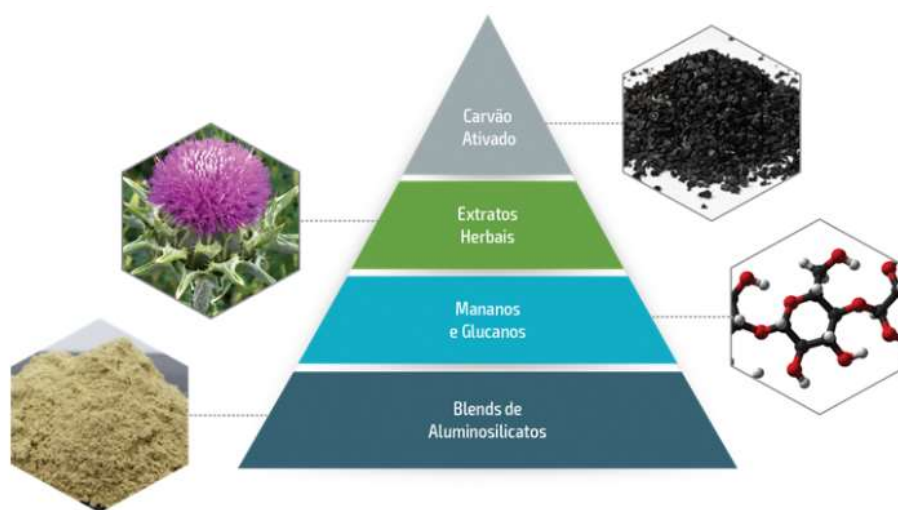 Carvão
Ativado
Extratos
Herbais
Mananos
e Glucanos
Blends de
Aluminosilicatos